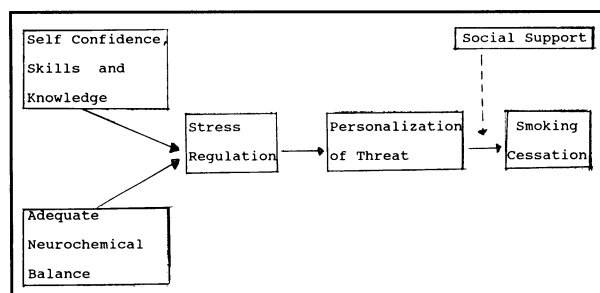 Self Confidence,
Skills and
Knowledge
Social Support
Stress
Regulation
Personalization
of Threat
Smoking
Cessation
Adequate
Neurochemical
Balance